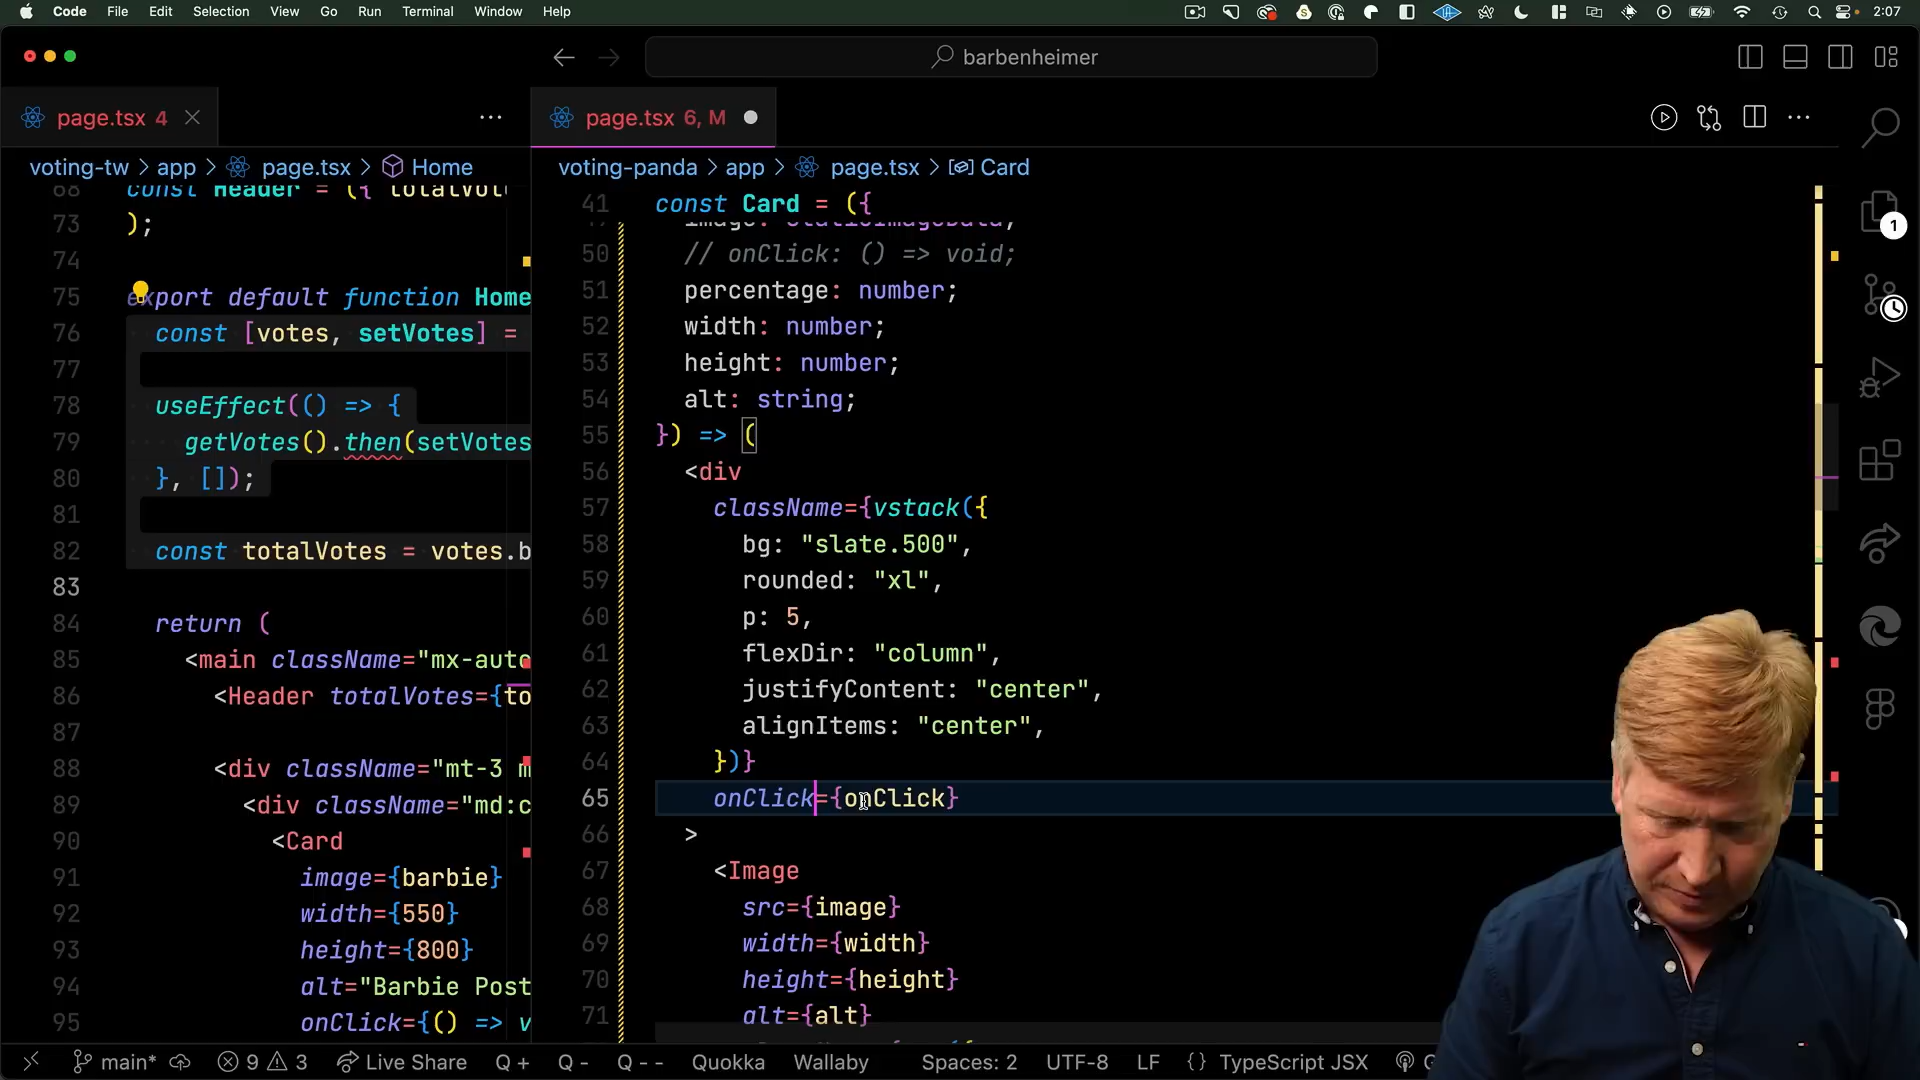 Code File Edit Selection View Go Run Terminal Window Help 2:07
barbenheimer
page.tsx 4
page.tsx 6, M
voting-tw > app > page.tsx > Home
voting-panda > app > page.tsx > Card
68 const Header = ({ totalVot
73 );
74
75 export default function Home
76 const [votes, setVotes] =
77
78 useEffect(() => {
79 getVotes().then(setVotes
80 }, []);
81
82 const totalVotes = votes.b
83
84 return (
85 <main className="mx-auto
86 <Header totalVotes={to
87
88 <div className="mt-3 m
89 <div className="md:c
90 <Card
91 image={barbie}
92 width={550}
93 height={800}
94 alt="Barbie Post
95 onClick={() => v
41 const Card = ({
image: StaticImageData;
50 // onClick: () => void;
51 percentage: number;
52 width: number;
53 height: number;
54 alt: string;
55 }) => (
56 <div
57 className={vstack({
58 bg: "slate.500",
59 rounded: "xl",
60 p: 5,
61 flexDir: "column",
62 justifyContent: "center",
63 alignItems: "center",
64 })}
65 onClick={onClick}
66 >
67 <Image
68 src={image}
69 width={width}
70 height={height}
71 alt={alt}
1
main* 9 3 Live Share Q + Q - Q - - Quokka Wallaby Spaces: 2 UTF-8 LF {} TypeScript JSX